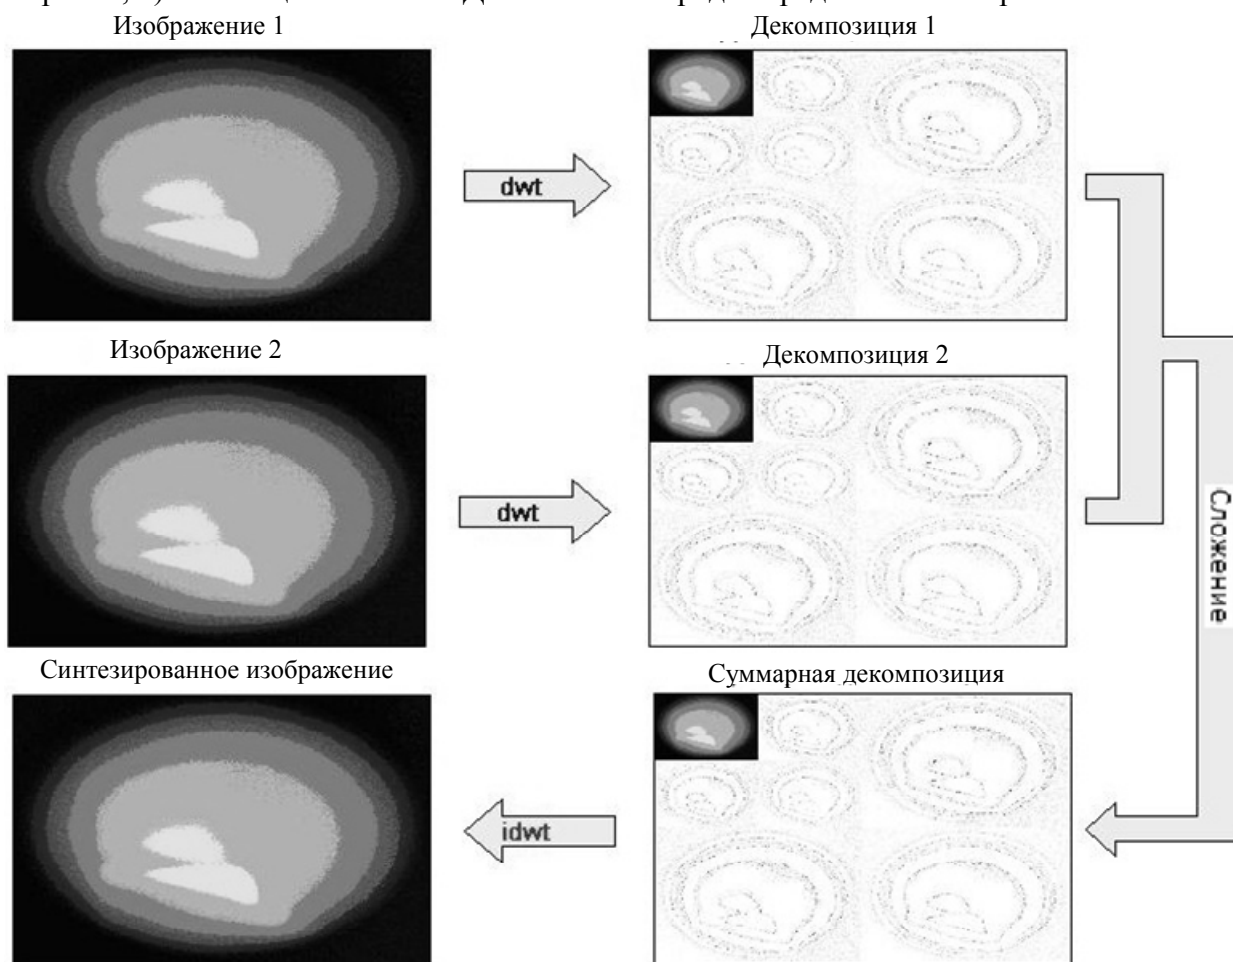 Изображение 1
Декомпозиция 1
dwt
Изображение 2
Декомпозиция 2
dwt
Сложение
Синтезированное изображение
Суммарная декомпозиция
idwt